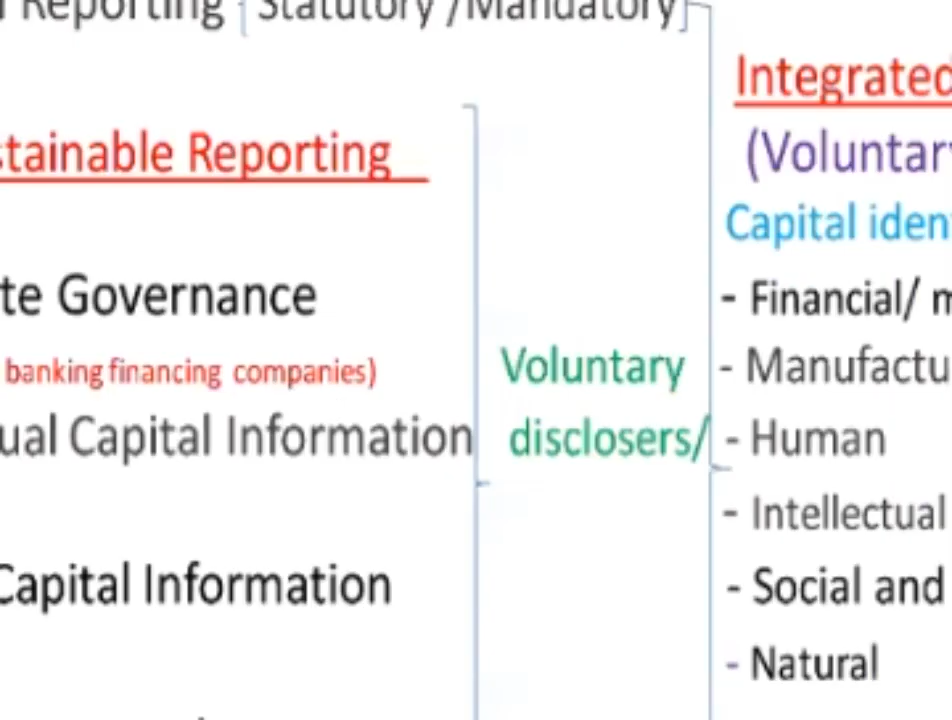 Reporting [ Statutory /Mandatory]
stainable Reporting
te Governance
banking financing companies)
ual Capital Information
Capital Information
Voluntary
disclosers/
Integrated
(Voluntar
Capital iden
- Financial/ m
- Manufactu
- Human
- Intellectual
- Social and
- Natural